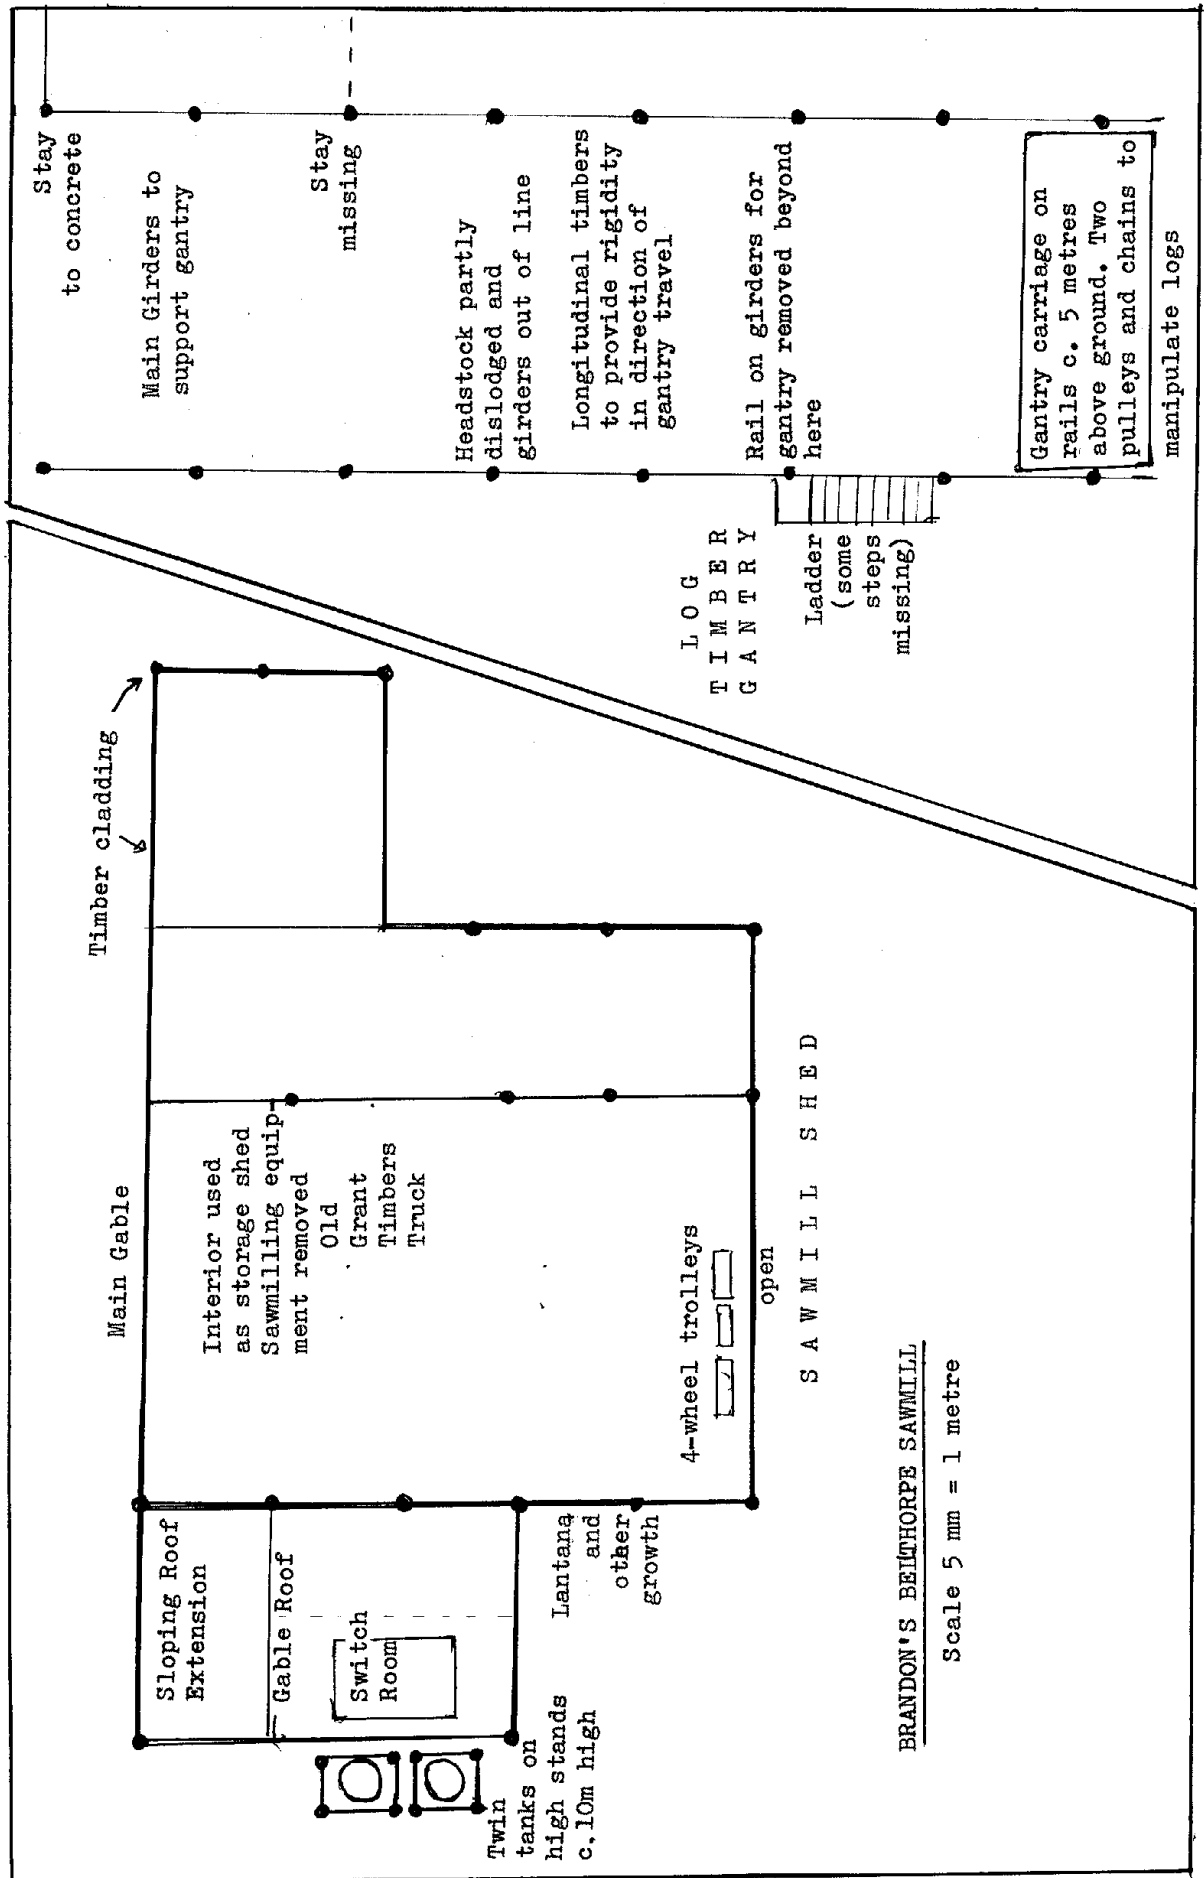 Timber cladding
Main Gable
Sloping Roof
Extension
Gable Roof
Switch
Room
Twin
tanks on
high stands
c.10m high
Interior used
as storage shed
Sawmilling equip-
ment removed
Old
Grant
Timbers
Truck
Lantana
and
other
growth
4-wheel trolleys
open
SAWMILL SHED
BRANDON'S BELTHORPE SAWMILL
Scale 5 mm = 1 metre
Stay
to concrete
Main Girders to
support gantry
Stay
missing
Headstock partly
dislodged and
girders out of line
Longitudinal timbers
to provide rigidity
in direction of
gantry travel
LOG
TIMBER
GANTRY
Rail on girders for
gantry removed beyond
here
Ladder
(some
steps
missing)
Gantry carriage on
rails c. 5 metres
above ground. Two
pulleys and chains to
manipulate logs